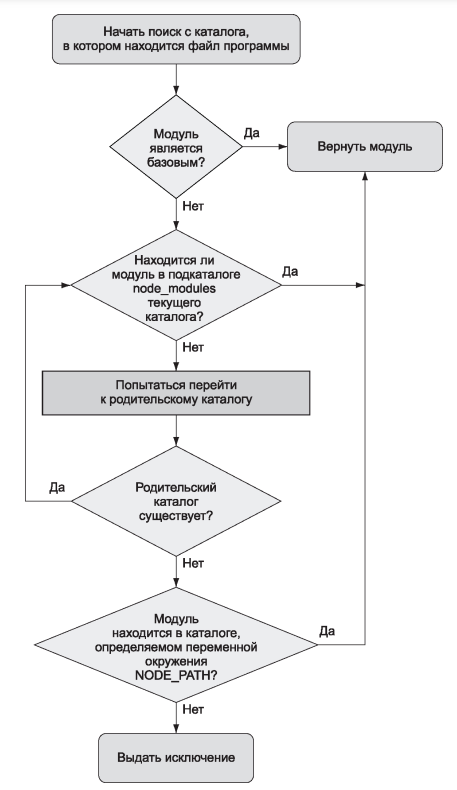 Начать поиск с каталога,
в котором находится файл программы
Модуль
является
базовым?
Да
Вернуть модуль
Нет
Находится ли
модуль в подкаталоге
node_modules
текущего
каталога?
Да
Нет
Попытаться перейти
к родительскому каталогу
Да
Родительский
каталог
существует?
Нет
Модуль
находится в каталоге,
определяемом переменной
окружения
NODE_PATH?
Да
Нет
Выдать исключение